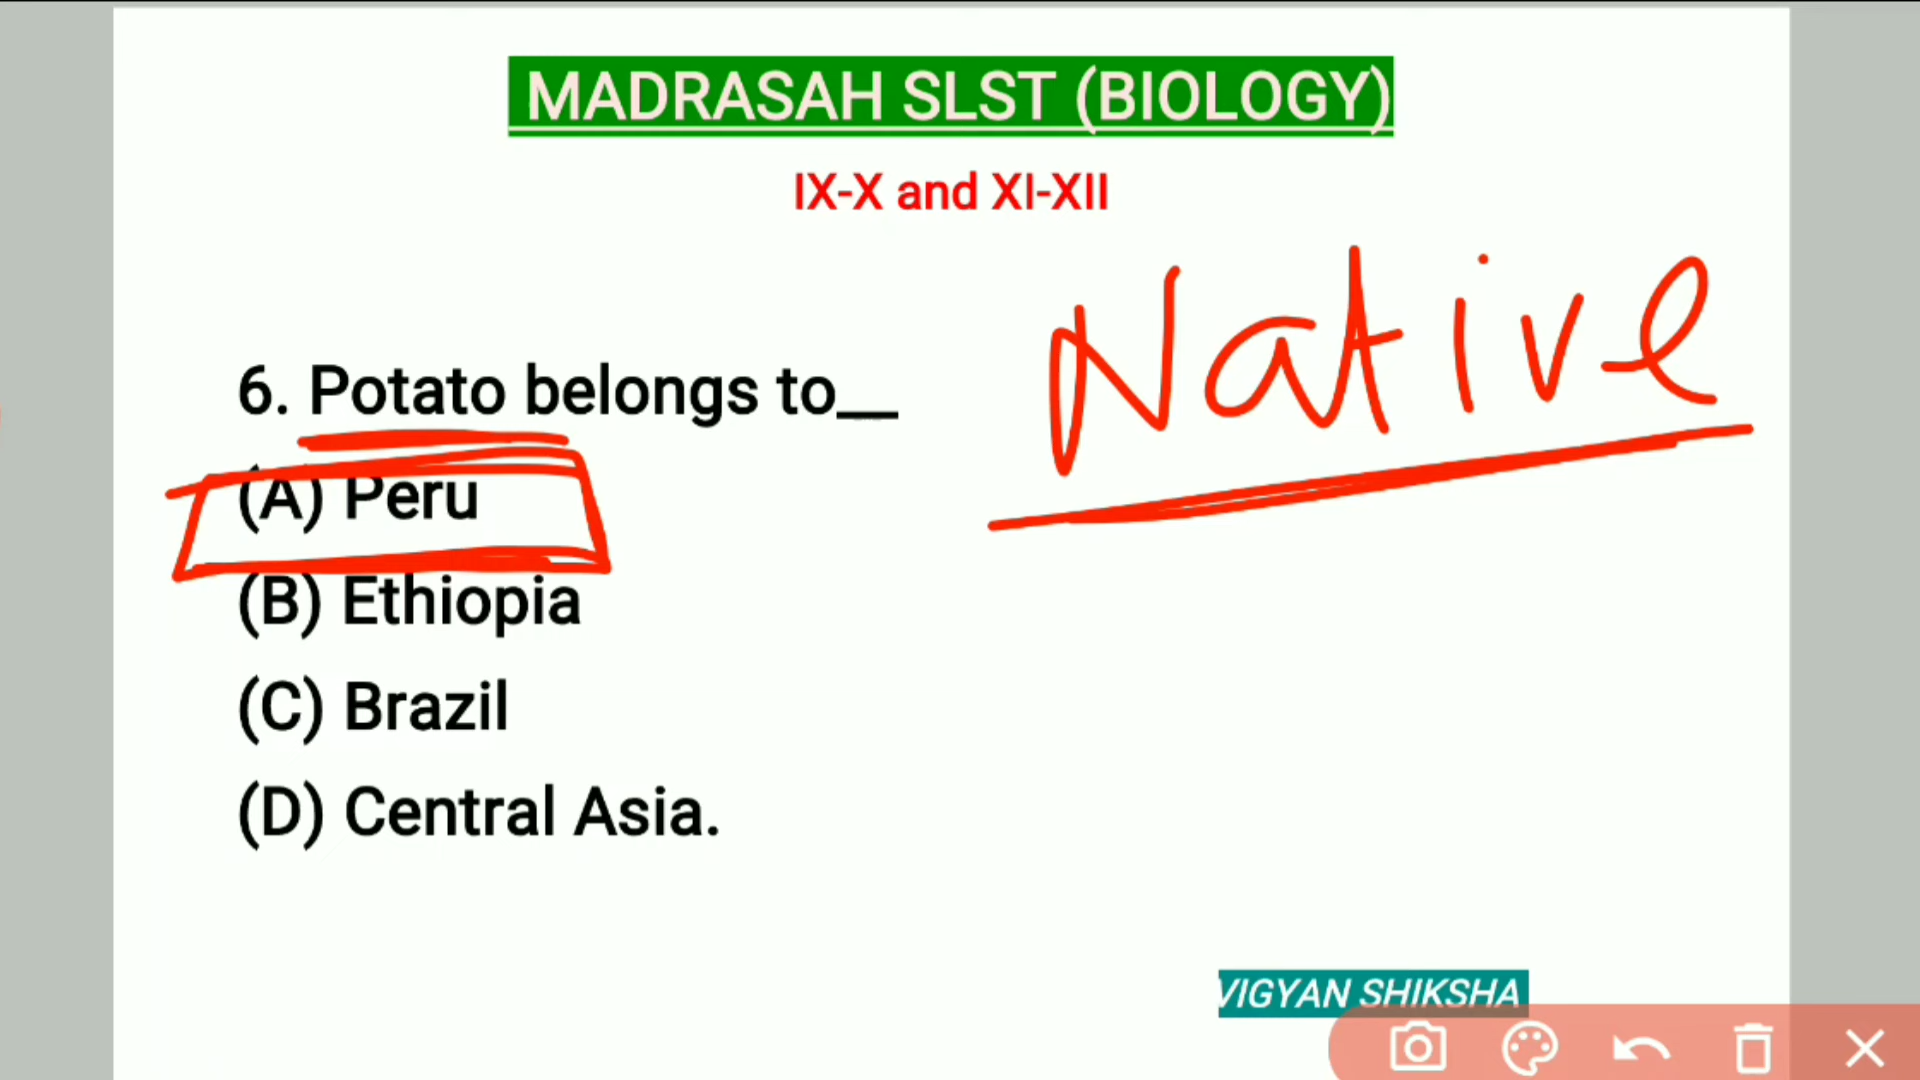 MADRASAH SLST (BIOLOGY)
IX-X and XI-XII
Native
6. Potato belongs to__
(A) Peru
(B) Ethiopia
(C) Brazil
(D) Central Asia.
VIGYAN SHIKSHA